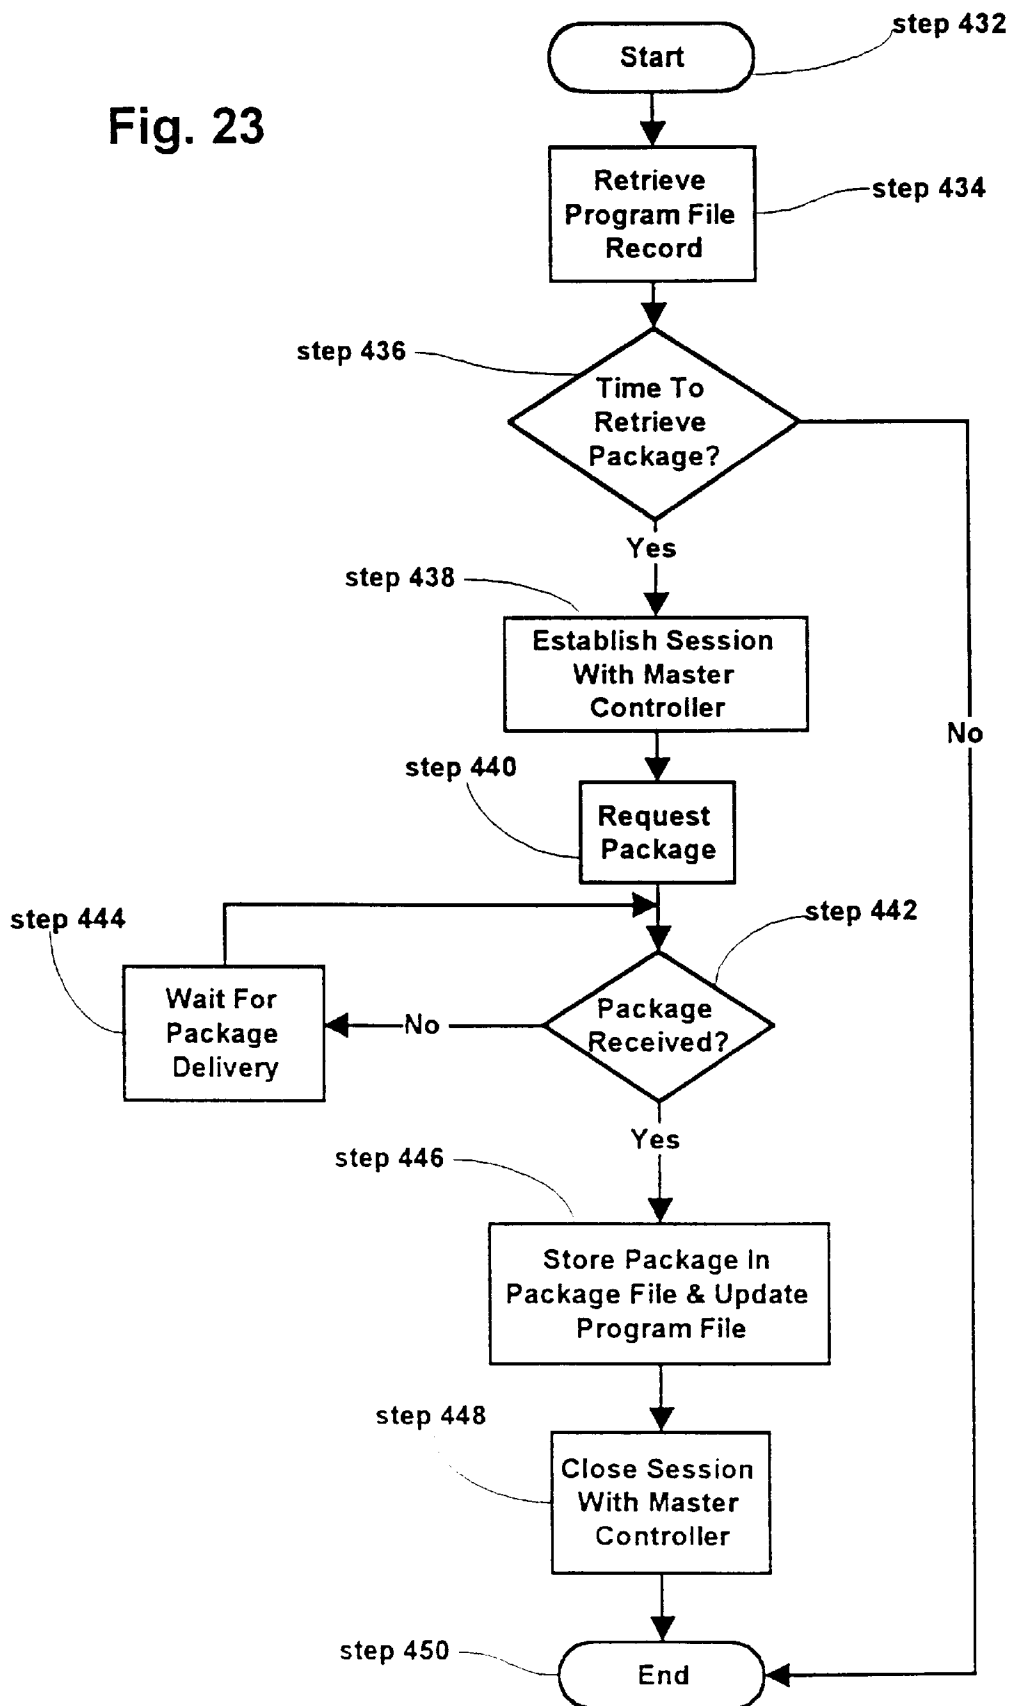 step 432
Start
Fig. 23
Retrieve
Program File
Record
step 434
step 436
Time To
Retrieve
Package?
Yes
step 438
Establish Session
With Master
Controller
No
step 440
Request
Package
step 444
step 442
Wait For
Package
Delivery
No
Package
Received?
Yes
step 446
Store Package In
Package File & Update
Program File
step 448
Close Session
With Master
Controller
step 450
End